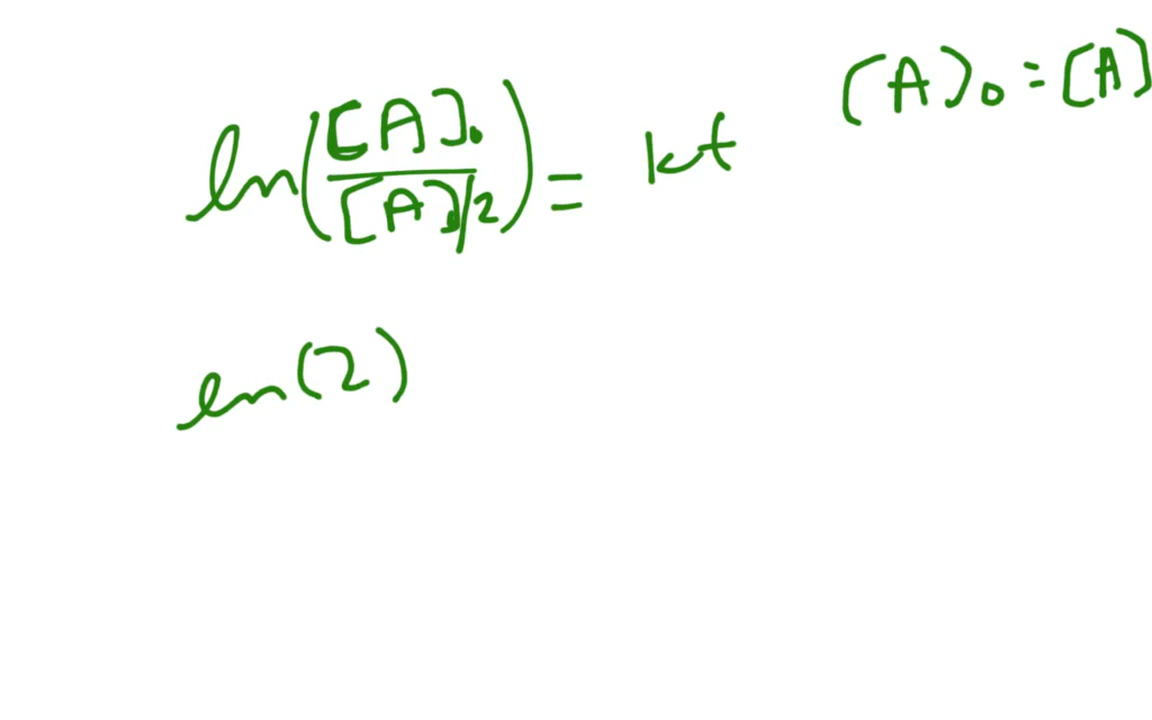 ln([A]₀/([A]₀/2)) = kt
[A]₀ = [A]
ln(2)